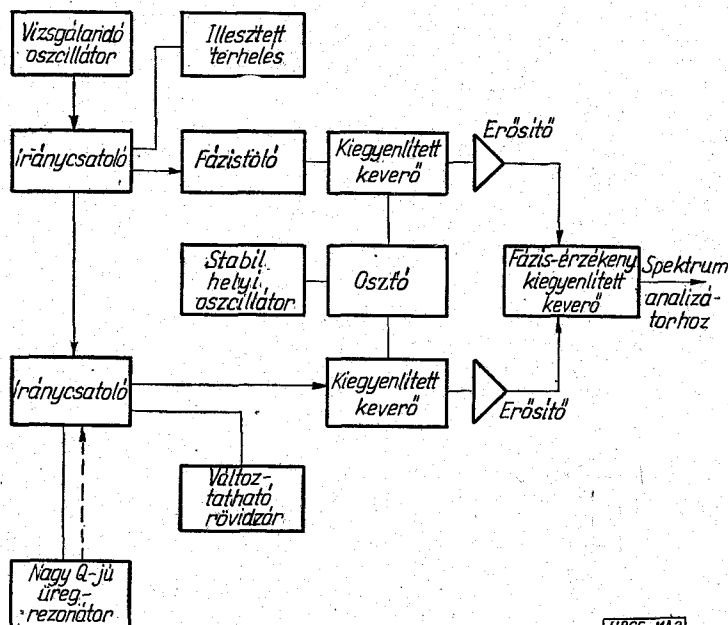 Vizsgálandó
oszcillátor
Illesztett
terhelés
Iránycsatoló
Fázistoló
Kiegyenlített
keverő
Erősítő
Stabil
helyi
oszcillátor
Osztó
Fázis-érzékeny
kiegyenlített
keverő
Spektrum
analizá-
torhoz
Iránycsatoló
Kiegyenlített
keverő
Erősítő
Változ-
tatható
rövidzár
Nagy Q-jú
üreg-
rezonátor